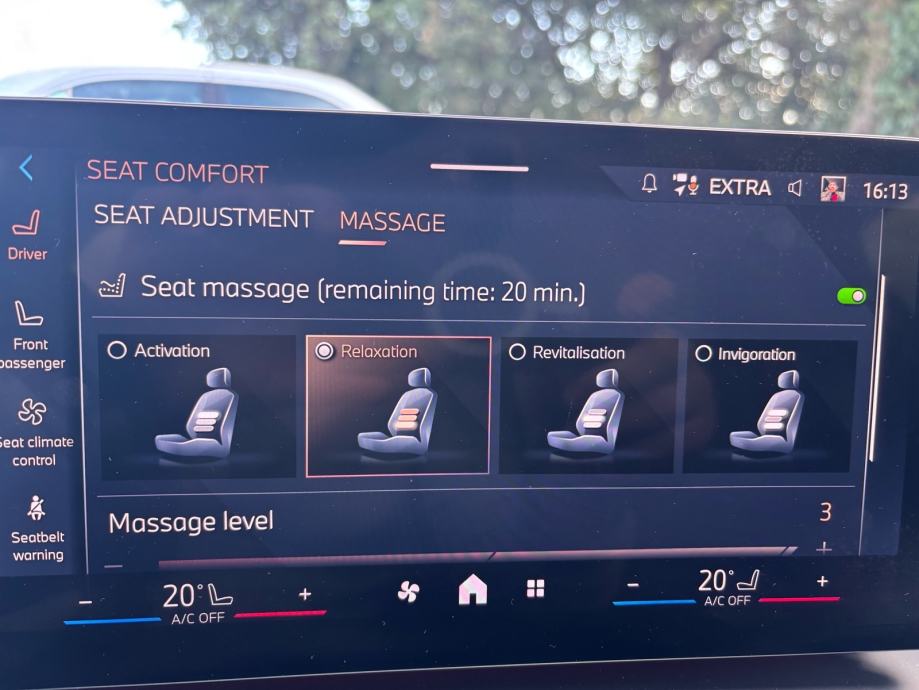 SEAT COMFORT
EXTRA
16:13
SEAT ADJUSTMENT
MASSAGE
Driver
Seat massage (remaining time: 20 min.)
Front
passenger
Activation
Relaxation
Revitalisation
Invigoration
Seat climate
control
Massage level
3
Seatbelt
warning
− +
− 20° +
A/C OFF
− 20° +
A/C OFF